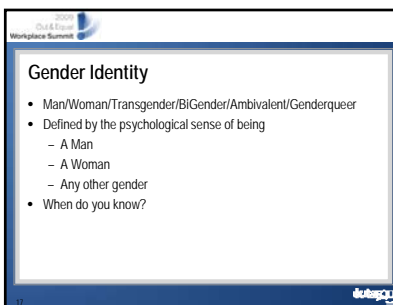 2009
Out & Equal
Workplace Summit
Gender Identity
• Man/Woman/Transgender/BiGender/Ambivalent/Genderqueer
• Defined by the psychological sense of being
– A Man
– A Woman
– Any other gender
• When do you know?
17